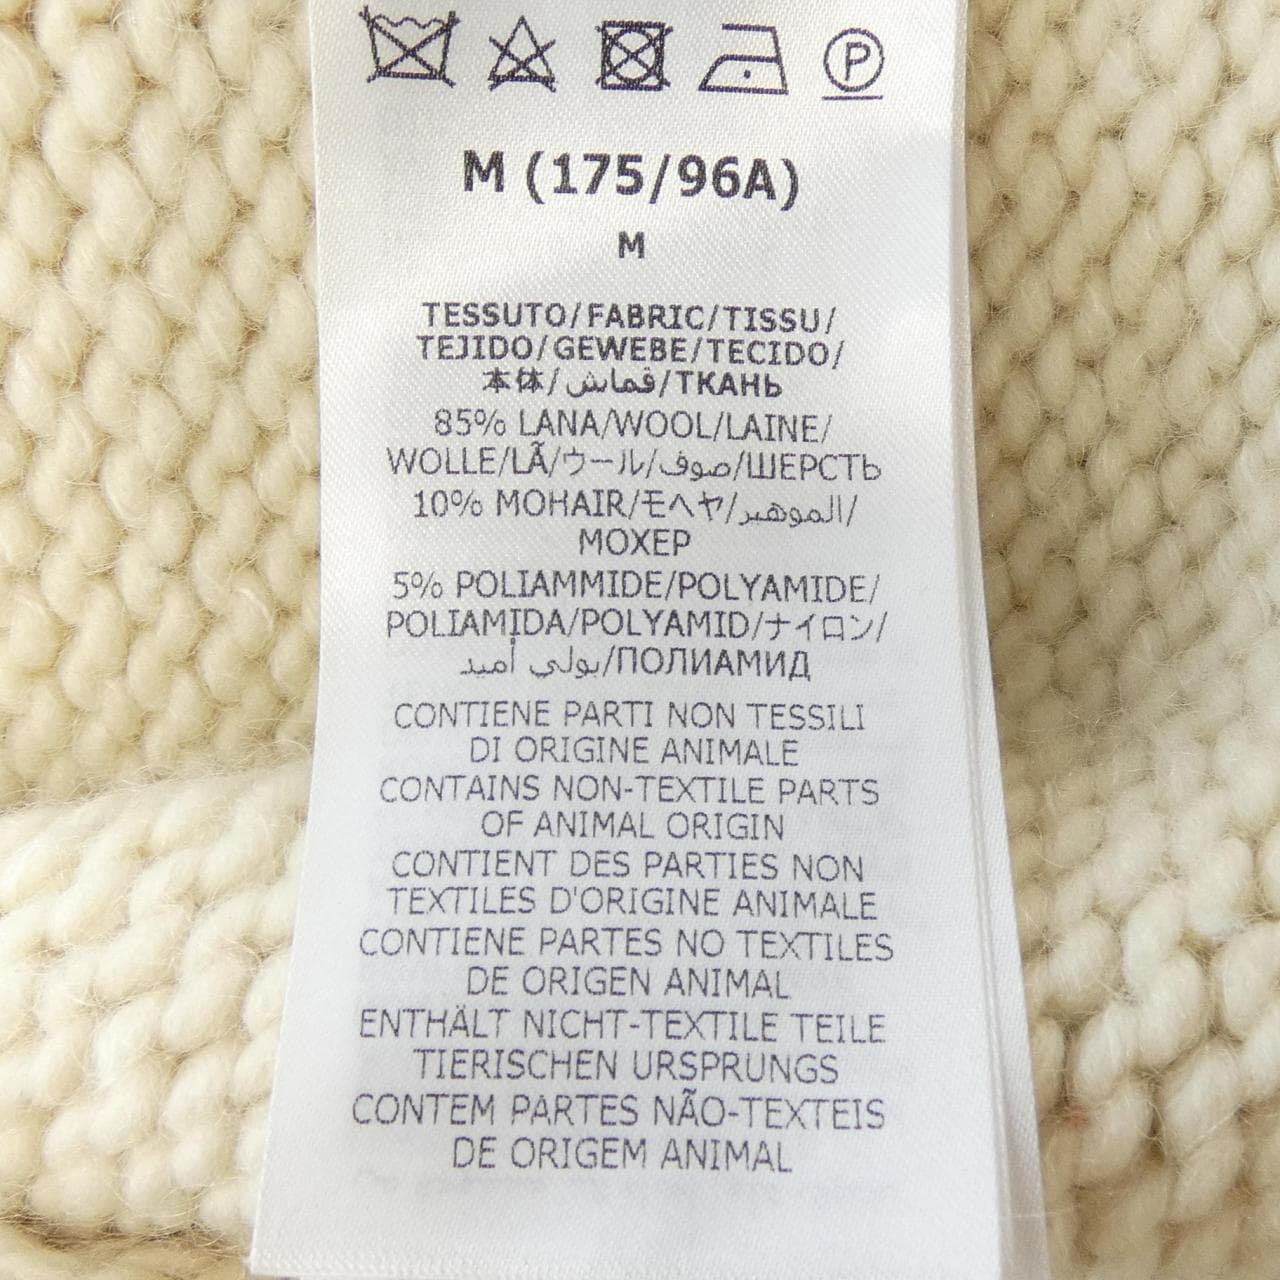 P
M (175/96A)
M
TESSUTO/FABRIC/TISSU/
TEJIDO/GEWEBE/TECIDO/
本体/قماش/ТКАНЬ
85% LANA/WOOL/LAINE/
WOLLE/LÃ/ウール/صوف/ШЕРСТЬ
10% MOHAIR/モヘヤ/الموهير/
МОХЕР
5% POLIAMMIDE/POLYAMIDE/
POLIAMIDA/POLYAMID/ナイロン/
بولي أميد/ПОЛИАМИД
CONTIENE PARTI NON TESSILI
DI ORIGINE ANIMALE
CONTAINS NON-TEXTILE PARTS
OF ANIMAL ORIGIN
CONTIENT DES PARTIES NON
TEXTILES D'ORIGINE ANIMALE
CONTIENE PARTES NO TEXTILES
DE ORIGEN ANIMAL
ENTHÄLT NICHT-TEXTILE TEILE
TIERISCHEN URSPRUNGS
CONTEM PARTES NÃO-TEXTEIS
DE ORIGEM ANIMAL